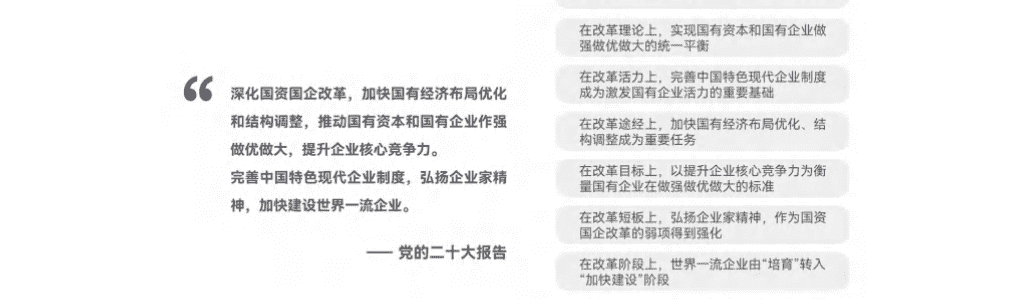 “
深化国资国企改革，加快国有经济布局优化
和结构调整，推动国有资本和国有企业作强
做优做大，提升企业核心竞争力。
完善中国特色现代企业制度，弘扬企业家精
神，加快建设世界一流企业。
—— 党的二十大报告
在改革理论上，实现国有资本和国有企业做
强做优做大的统一平衡
在改革活力上，完善中国特色现代企业制度
成为激发国有企业活力的重要基础
在改革途经上，加快国有经济布局优化、结
构调整成为重要任务
在改革目标上，以提升企业核心竞争力为衡
量国有企业在做强做优做大的标准
在改革短板上，弘扬企业家精神，作为国资
国企改革的弱项得到强化
在改革阶段上，世界一流企业由“培育”转入
“加快建设”阶段